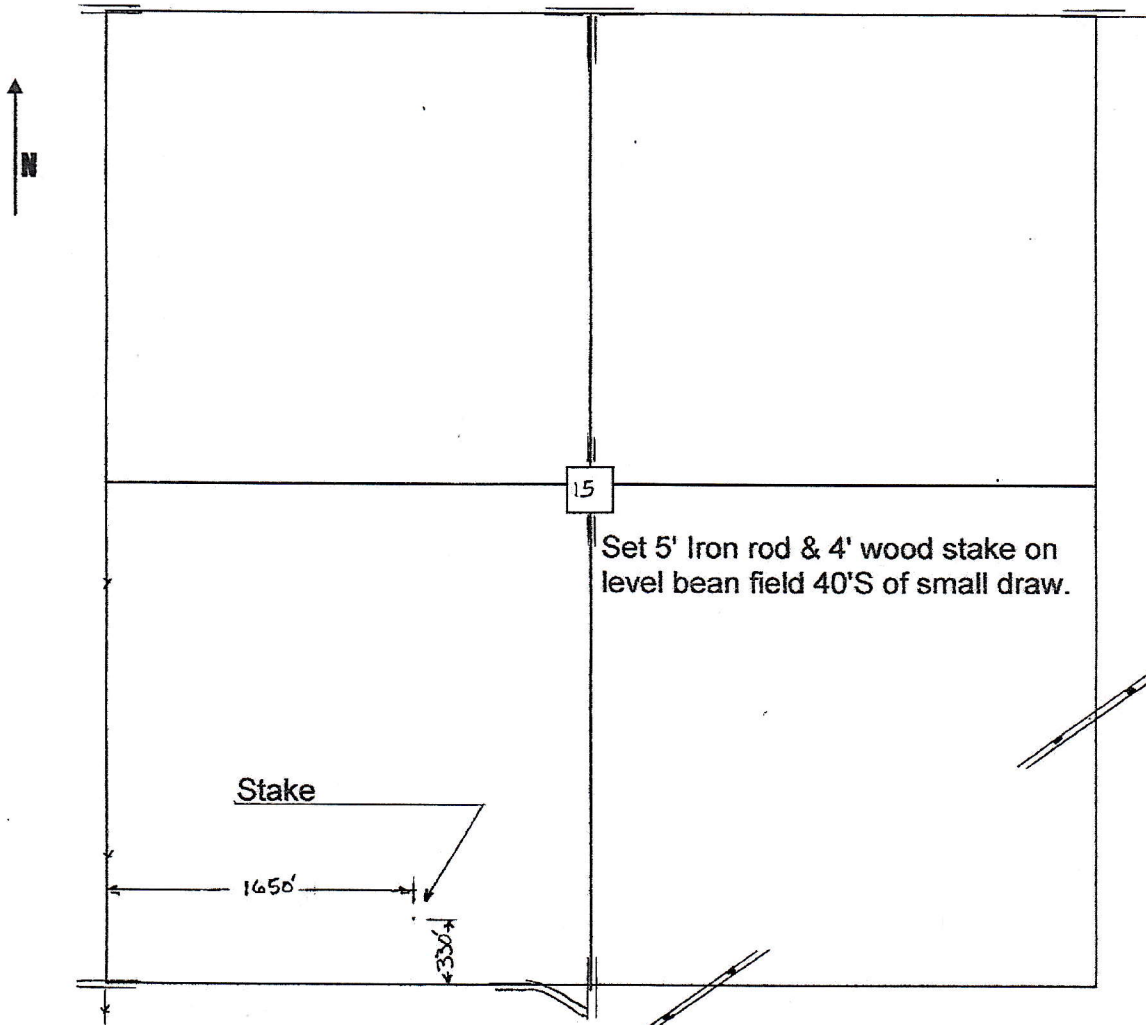 N
15
Set 5' Iron rod & 4' wood stake on
level bean field 40'S of small draw.
Stake
1650'
330'